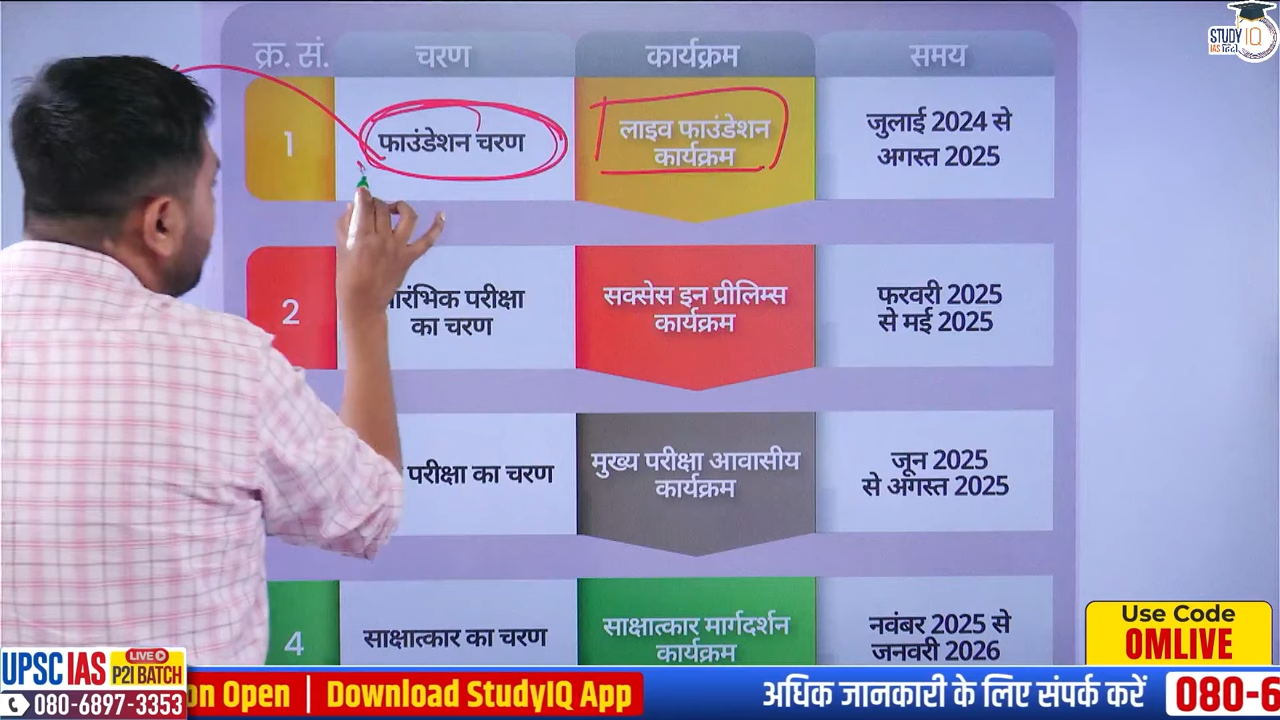 STUDY IQ
IAS हिंदी
क्र. सं.
चरण
कार्यक्रम
समय
1
फाउंडेशन चरण
लाइव फाउंडेशन
कार्यक्रम
जुलाई 2024 से
अगस्त 2025
2
परीक्षा
का चरण
सक्सेस इन प्रीलिम्स
कार्यक्रम
फरवरी 2025
से मई 2025
परीक्षा का चरण
मुख्य परीक्षा आवासीय
कार्यक्रम
जून 2025
से अगस्त 2025
4
साक्षात्कार का चरण
साक्षात्कार मार्गदर्शन
कार्यक्रम
नवंबर 2025 से
जनवरी 2026
Use Code
OMLIVE
UPSC IAS LIVE
P2I BATCH
080-6897-3353
on Open | Download StudyIQ App
अधिक जानकारी के लिए संपर्क करें
080-6